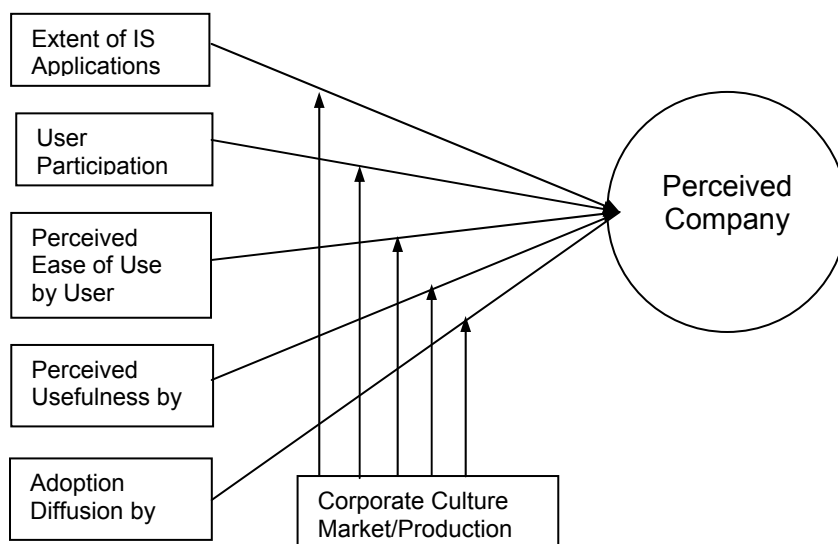 Extent of IS
Applications
User
Participation
Perceived
Ease of Use
by User
Perceived
Usefulness by
Adoption
Diffusion by
Perceived
Company
Corporate Culture
Market/Production